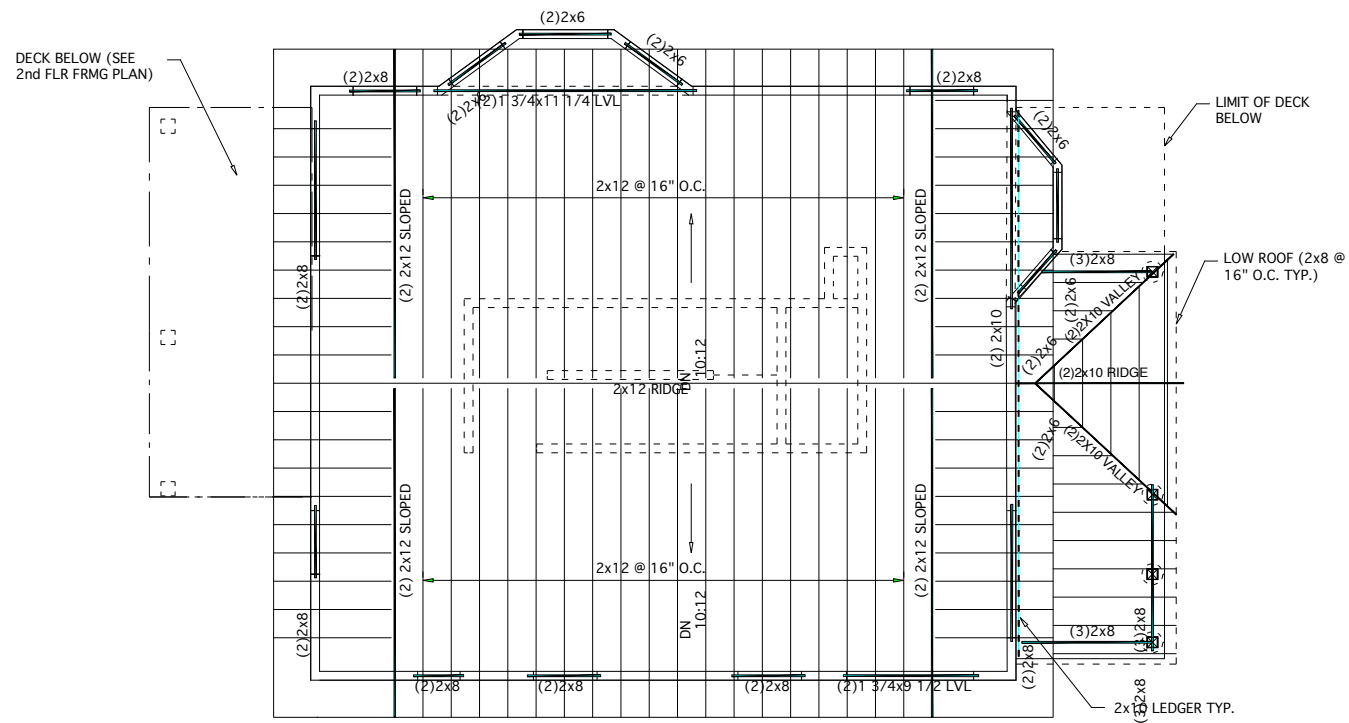 (2)2x6
DECK BELOW (SEE
2nd FLR FRMG PLAN)
(2)2x6
(2)2x8
(2)2x8
(2)2x6
(2)1 3/4x11 1/4 LVL
LIMIT OF DECK
BELOW
(2)2x6
2x12 @ 16" O.C.
(2) 2x12 SLOPED
(2) 2x12 SLOPED
(2)2x8
LOW ROOF (2x8 @
16" O.C. TYP.)
(3)2x8
(2)2x6
(2)2X10 VALLEY
(2) 2x10
(2)2x6
DN
10:12
2x12 RIDGE
(2)2x10 RIDGE
(2)2x6
(2)2X10 VALLEY
(2) 2x12 SLOPED
(2) 2x12 SLOPED
2x12 @ 16" O.C.
DN
10:12
(2)2x8
(3)2x8
(3)2x8
(2)2x8
(2)2x8
(2)2x8
(2)2x8
(2)1 3/4x9 1/2 LVL
(3)2x8
2x10 LEDGER TYP.